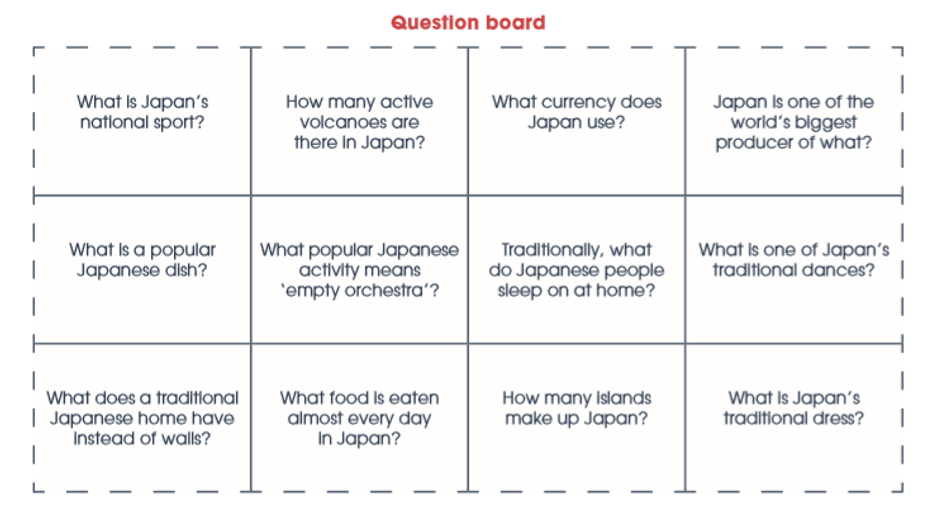 Question board
What is Japan's
national sport?
How many active
volcanoes are
there in Japan?
What currency does
Japan use?
Japan is one of the
world's biggest
producer of what?
What is a popular
Japanese dish?
What popular Japanese
activity means
'empty orchestra'?
Traditionally, what
do Japanese people
sleep on at home?
What is one of Japan's
traditional dances?
What does a traditional
Japanese home have
instead of walls?
What food is eaten
almost every day
in Japan?
How many islands
make up Japan?
What is Japan's
traditional dress?